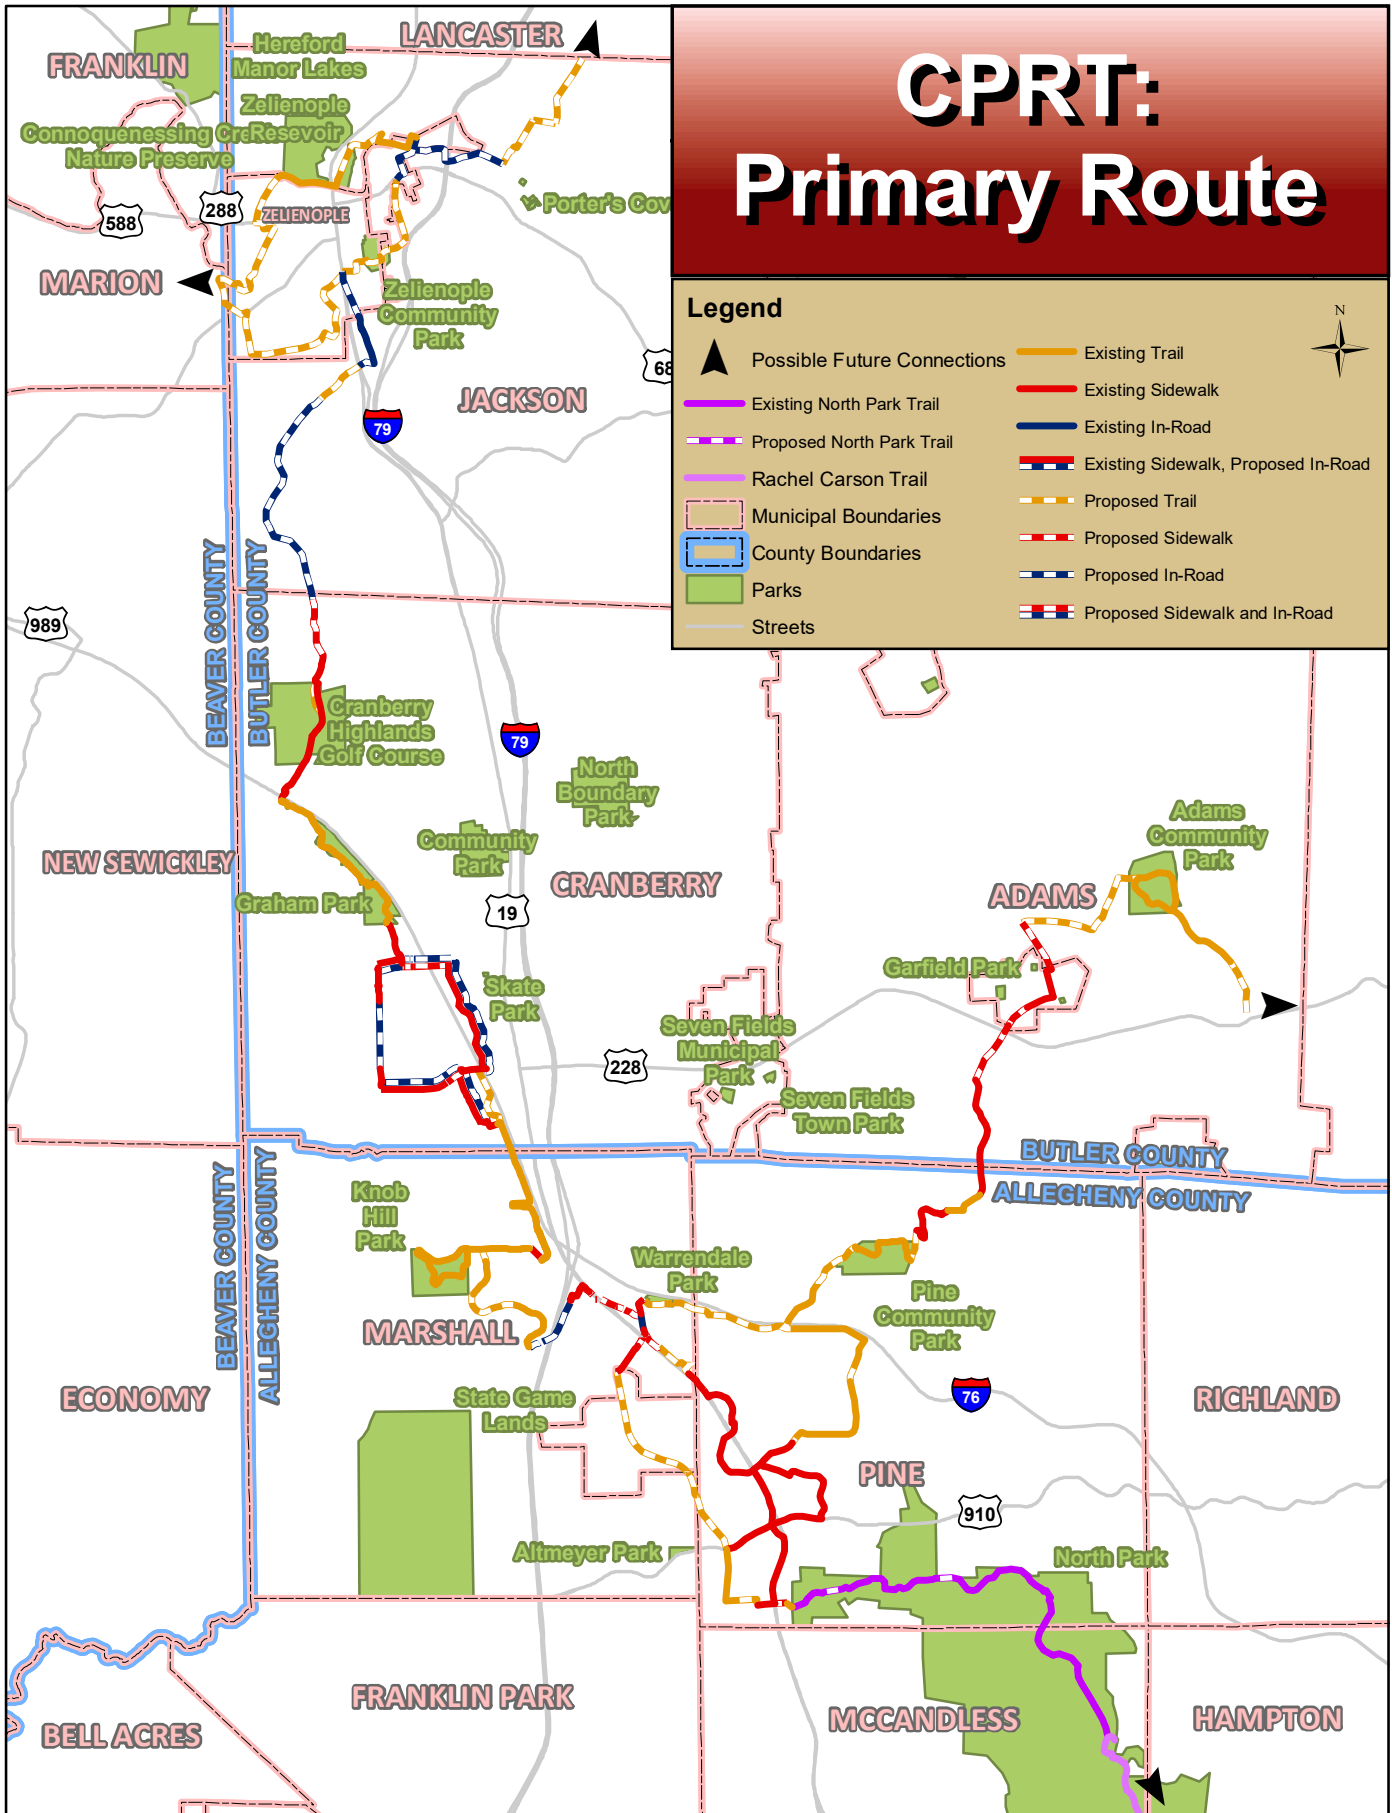 CPRT:
Primary Route
Legend
Possible Future Connections
Existing North Park Trail
Proposed North Park Trail
Rachel Carson Trail
Municipal Boundaries
County Boundaries
Parks
Streets
Existing Trail
Existing Sidewalk
Existing In-Road
Existing Sidewalk, Proposed In-Road
Proposed Trail
Proposed Sidewalk
Proposed In-Road
Proposed Sidewalk and In-Road
N
FRANKLIN
LANCASTER
Hereford
Manor Lakes
Zelienople
Resevoir
Connoquenessing Cre
Nature Preserve
588
288
ZELIENOPLE
Porter's Cov
MARION
Zelienople
Community
Park
68
JACKSON
79
BEAVER COUNTY
BUTLER COUNTY
989
Cranberry
Highlands
Golf Course
79
North
Boundary
Park
Community
Park
NEW SEWICKLEY
CRANBERRY
Graham Park
19
Adams
Community
Park
ADAMS
Garfield Park
Skate
Park
Seven Fields
Municipal
Park
228
Seven Fields
Town Park
BUTLER COUNTY
ALLEGHENY COUNTY
BEAVER COUNTY
ALLEGHENY COUNTY
Knob
Hill
Park
Warrendale
Park
Pine
Community
Park
MARSHALL
ECONOMY
State Game
Lands
76
RICHLAND
PINE
910
Altmeyer Park
North Park
FRANKLIN PARK
BELL ACRES
MCCANDLESS
HAMPTON